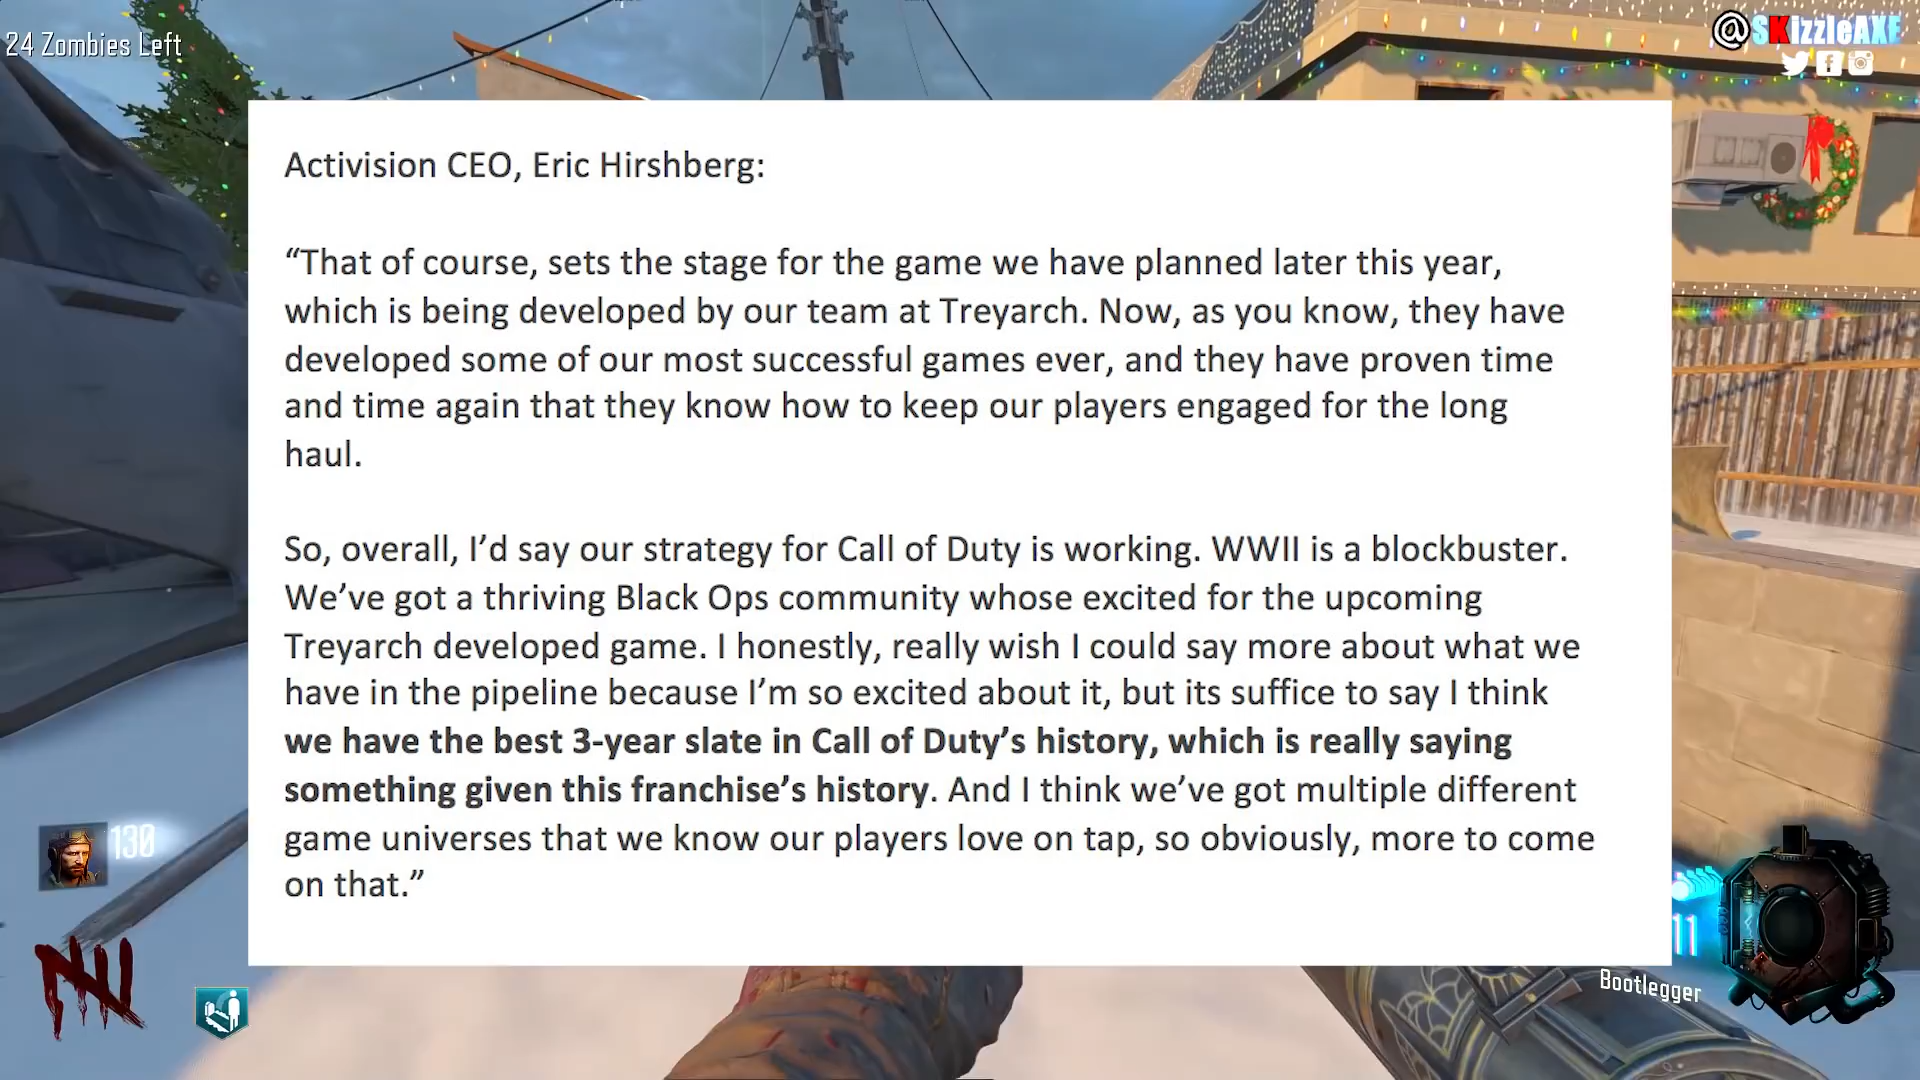 24 Zombies Left
@SKizzleAXE
Activision CEO, Eric Hirshberg:
“That of course, sets the stage for the game we have planned later this year,
which is being developed by our team at Treyarch. Now, as you know, they have
developed some of our most successful games ever, and they have proven time
and time again that they know how to keep our players engaged for the long
haul.
So, overall, I’d say our strategy for Call of Duty is working. WWII is a blockbuster.
We’ve got a thriving Black Ops community whose excited for the upcoming
Treyarch developed game. I honestly, really wish I could say more about what we
have in the pipeline because I’m so excited about it, but its suffice to say I think
we have the best 3-year slate in Call of Duty’s history, which is really saying
something given this franchise’s history. And I think we’ve got multiple different
game universes that we know our players love on tap, so obviously, more to come
on that.”
130
11
Bootlegger